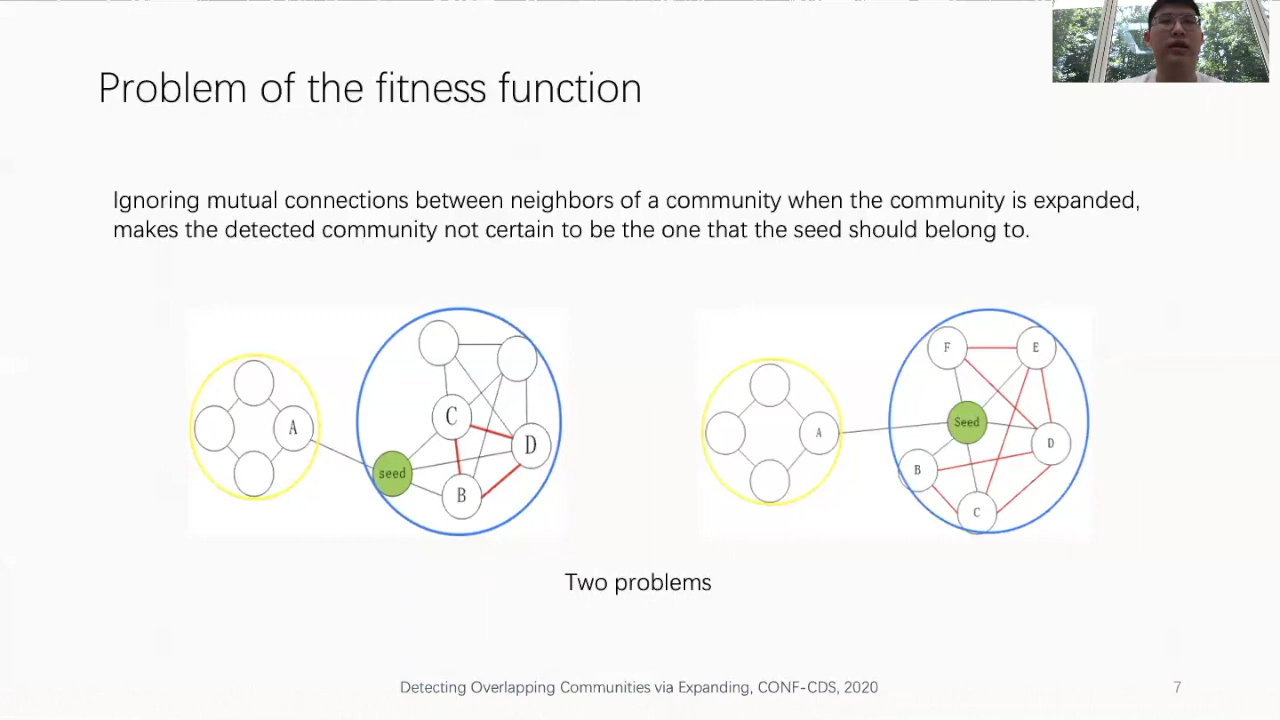 Problem of the fitness function
Ignoring mutual connections between neighbors of a community when the community is expanded,
makes the detected community not certain to be the one that the seed should belong to.
A
seed
C
D
B
A
F
E
Seed
D
B
C
Two problems
Detecting Overlapping Communities via Expanding, CONF-CDS, 2020
7